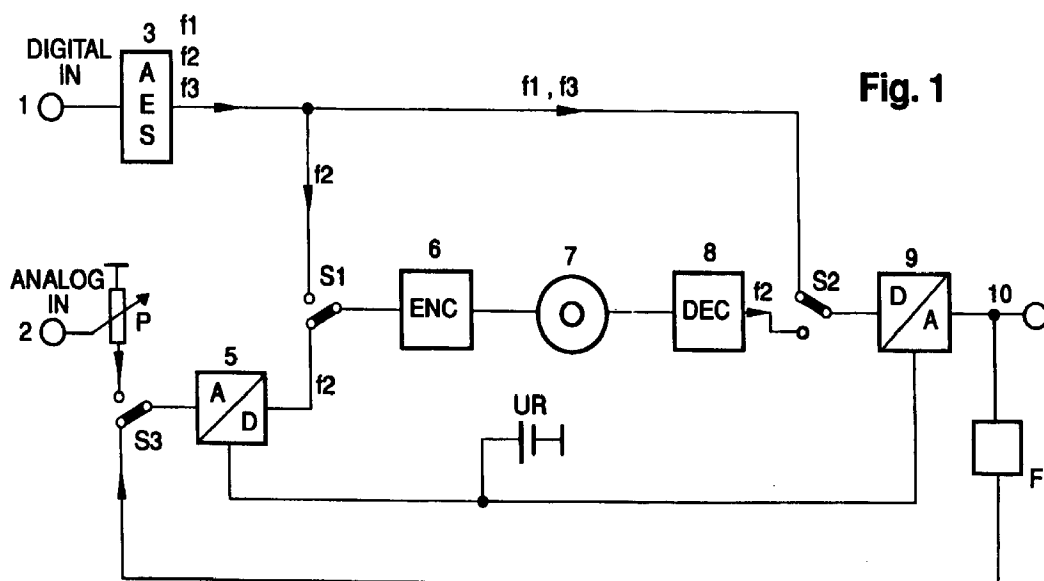 Fig. 1
DIGITAL
IN
1
3
A
E
S
f1
f2
f3
f1 , f3
f2
ANALOG
IN
2
P
S3
5
A
D
f2
S1
6
ENC
7
8
DEC
f2
S2
9
D
A
10
UR
F